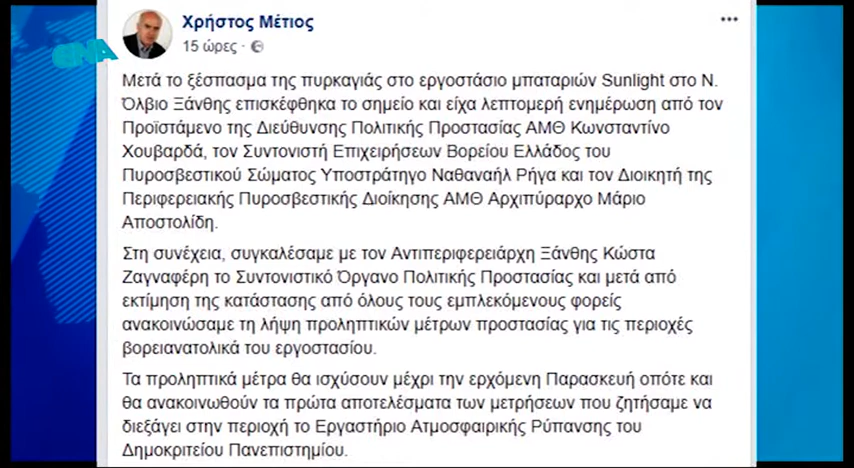 ENA
Χρήστος Μέτιος
15 ώρες ·
Μετά το ξέσπασμα της πυρκαγιάς στο εργοστάσιο μπαταριών Sunlight στο Ν.
Όλβιο Ξάνθης επισκέφθηκα το σημείο και είχα λεπτομερή ενημέρωση από τον
Προϊστάμενο της Διεύθυνσης Πολιτικής Προστασίας ΑΜΘ Κωνσταντίνο
Χουβαρδά, τον Συντονιστή Επιχειρήσεων Βορείου Ελλάδος του
Πυροσβεστικού Σώματος Υποστράτηγο Ναθαναήλ Ρήγα και τον Διοικητή της
Περιφερειακής Πυροσβεστικής Διοίκησης ΑΜΘ Αρχιπύραρχο Μάριο
Αποστολίδη.
Στη συνέχεια, συγκαλέσαμε με τον Αντιπεριφερειάρχη Ξάνθης Κώστα
Ζαγναφέρη το Συντονιστικό Όργανο Πολιτικής Προστασίας και μετά από
εκτίμηση της κατάστασης από όλους τους εμπλεκόμενους φορείς
ανακοινώσαμε τη λήψη προληπτικών μέτρων προστασίας για τις περιοχές
βορειανατολικά του εργοστασίου.
Τα προληπτικά μέτρα θα ισχύσουν μέχρι την ερχόμενη Παρασκευή οπότε και
θα ανακοινωθούν τα πρώτα αποτελέσματα των μετρήσεων που ζητήσαμε να
διεξάγει στην περιοχή το Εργαστήριο Ατμοσφαιρικής Ρύπανσης του
Δημοκριτείου Πανεπιστημίου.